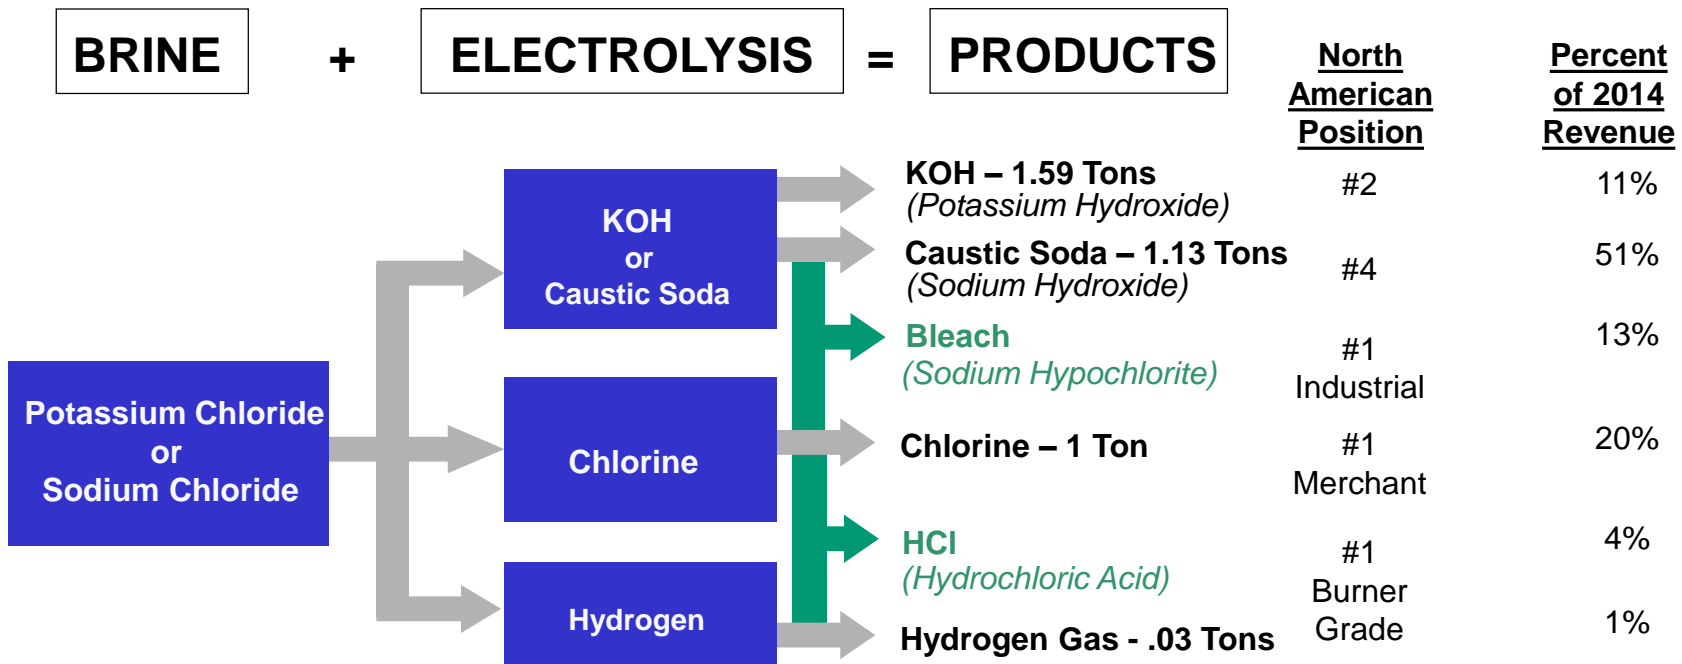 BRINE + ELECTROLYSIS = PRODUCTS
North
American
Position
Percent
of 2014
Revenue
Potassium Chloride
or
Sodium Chloride
KOH
or
Caustic Soda
Chlorine
Hydrogen
KOH – 1.59 Tons
(Potassium Hydroxide)
#2
11%
Caustic Soda – 1.13 Tons
(Sodium Hydroxide)
#4
51%
Bleach
(Sodium Hypochlorite)
#1
Industrial
13%
Chlorine – 1 Ton
#1
Merchant
20%
HCl
(Hydrochloric Acid)
#1
Burner
Grade
4%
Hydrogen Gas - .03 Tons
1%